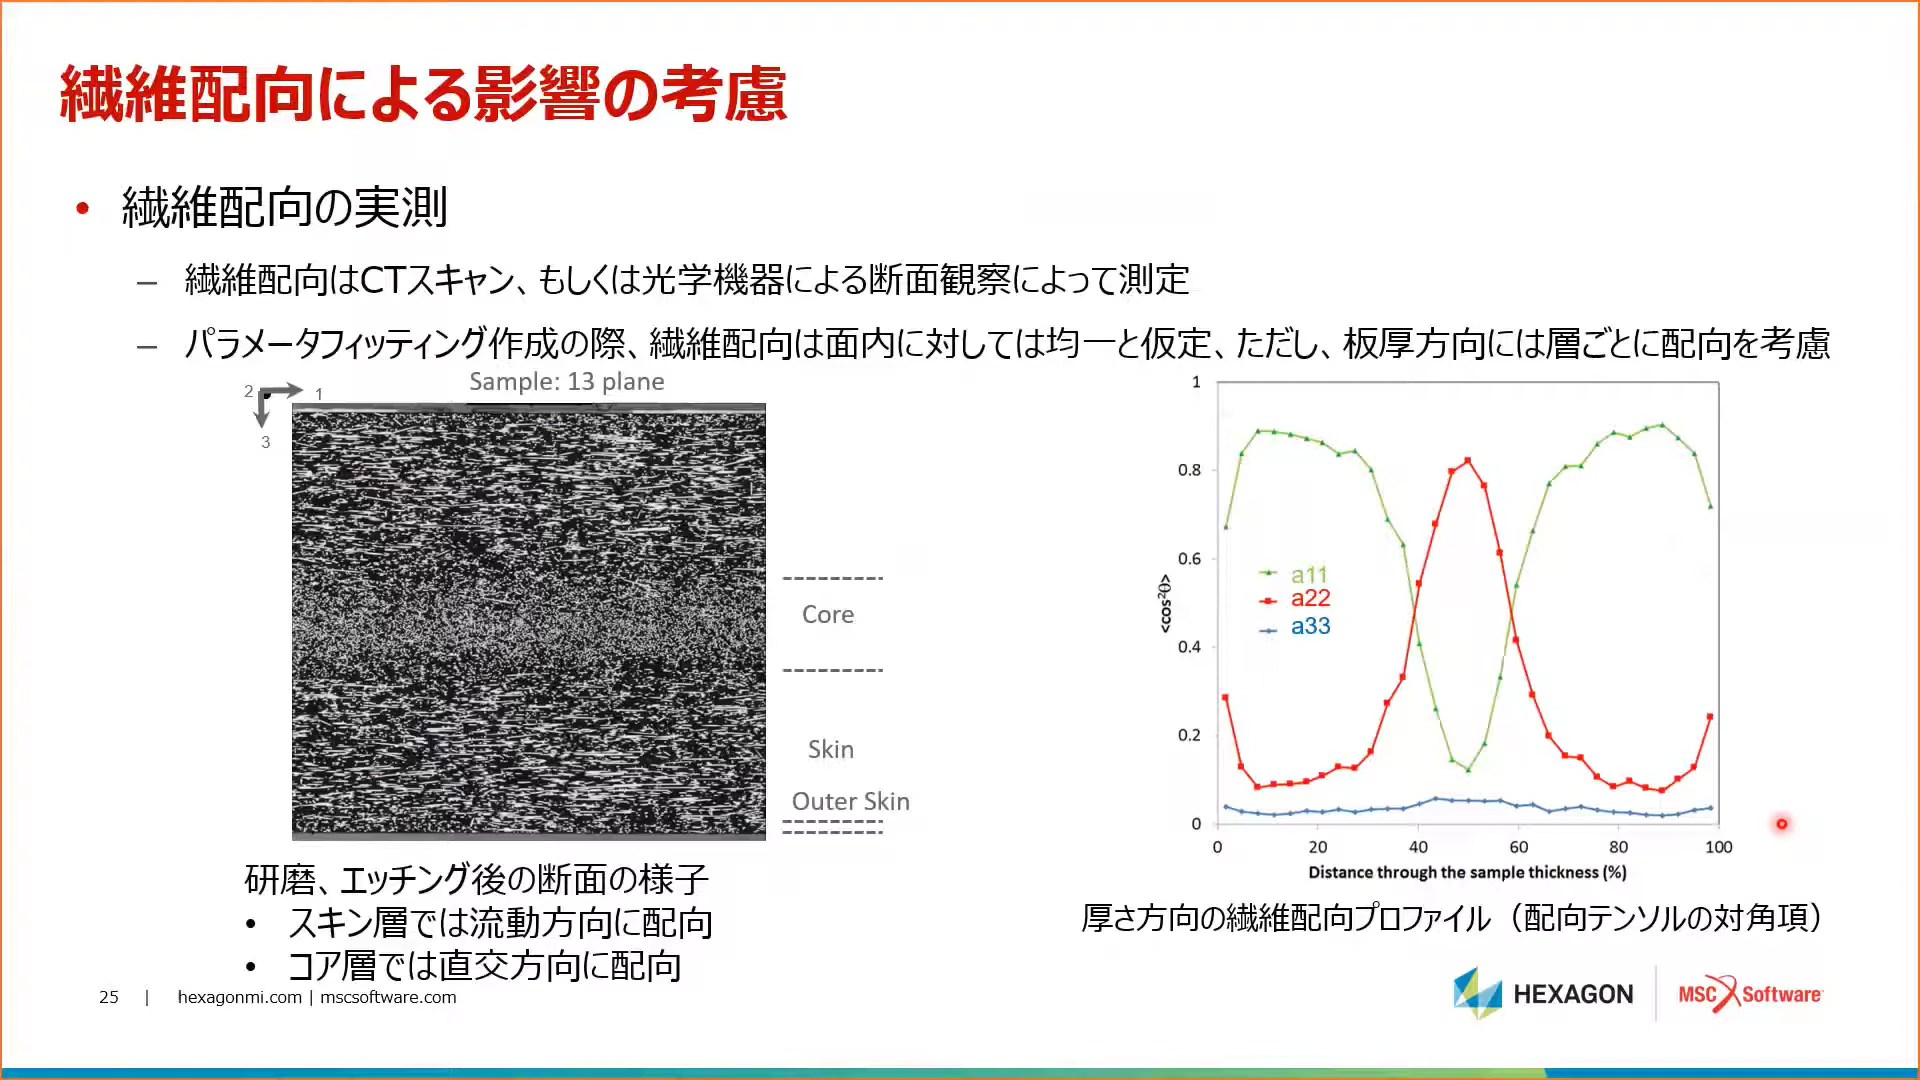 繊維配向による影響の考慮
• 繊維配向の実測
– 繊維配向はCTスキャン、もしくは光学機器による断面観察によって測定
– パラメータフィッティング作成の際、繊維配向は面内に対しては均一と仮定、ただし、板厚方向には層ごとに配向を考慮
Sample: 13 plane
2
1
3
Core
Skin
Outer Skin
研磨、エッチング後の断面の様子
• スキン層では流動方向に配向
• コア層では直交方向に配向
1
0.8
0.6
0.4
0.2
0
<cos²θ>
a11
a22
a33
0 20 40 60 80 100
Distance through the sample thickness (%)
厚さ方向の繊維配向プロファイル（配向テンソルの対角項）
25 | hexagonmi.com | mscsoftware.com
HEXAGON
MSC Software